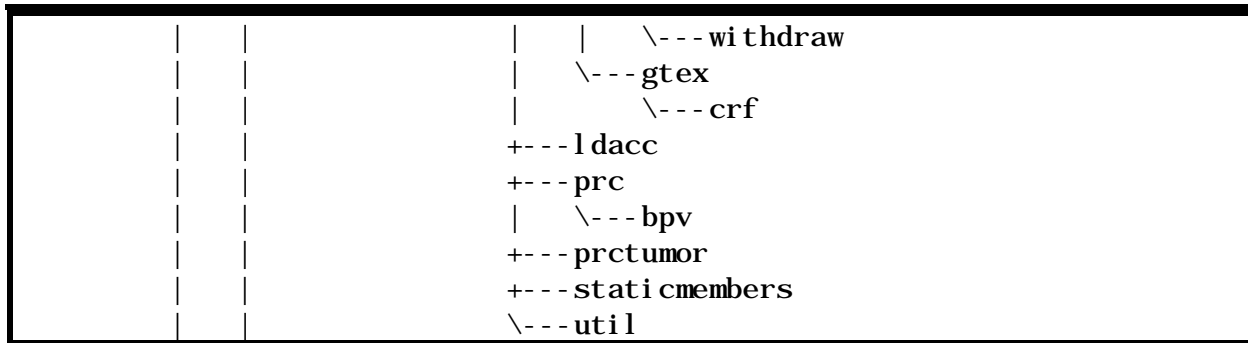 |   |               |   |   \---withdraw
|   |               |   \---gtex
|   |               |       \---crf
|   |               +---ldacc
|   |               +---prc
|   |               |   \---bpv
|   |               +---prctumor
|   |               +---staticmembers
|   |               \---util